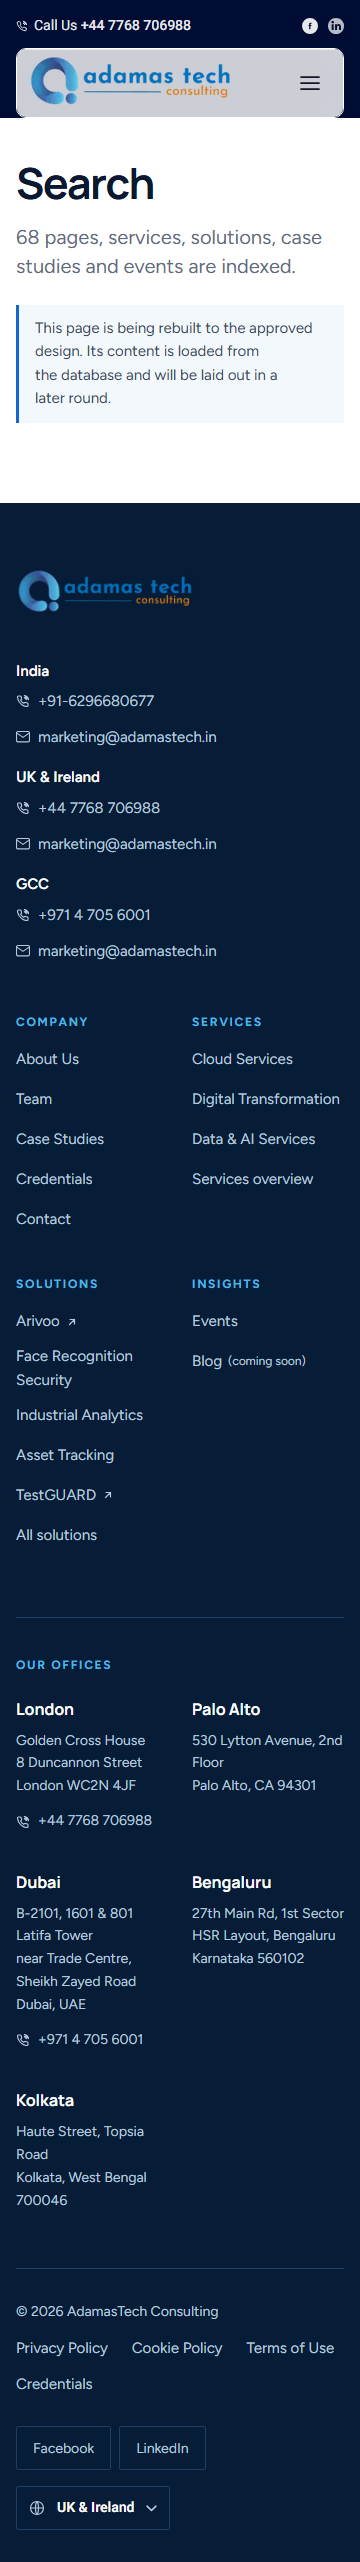 Call Us +44 7768 706988
adamas tech
consulting
Search
68 pages, services, solutions, case
studies and events are indexed.
This page is being rebuilt to the approved
design. Its content is loaded from
the database and will be laid out in a
later round.
adamas tech
consulting
India
+91-6296680677
marketing@adamastech.in
UK & Ireland
+44 7768 706988
marketing@adamastech.in
GCC
+971 4 705 6001
marketing@adamastech.in
COMPANY
About Us
Team
Case Studies
Credentials
Contact
SERVICES
Cloud Services
Digital Transformation
Data & AI Services
Services overview
SOLUTIONS
Arivoo
Face Recognition
Security
Industrial Analytics
Asset Tracking
TestGUARD
All solutions
INSIGHTS
Events
Blog (coming soon)
OUR OFFICES
London
Golden Cross House
8 Duncannon Street
London WC2N 4JF
+44 7768 706988
Palo Alto
530 Lytton Avenue, 2nd
Floor
Palo Alto, CA 94301
Dubai
B-2101, 1601 & 801
Latifa Tower
near Trade Centre,
Sheikh Zayed Road
Dubai, UAE
+971 4 705 6001
Bengaluru
27th Main Rd, 1st Sector
HSR Layout, Bengaluru
Karnataka 560102
Kolkata
Haute Street, Topsia
Road
Kolkata, West Bengal
700046
© 2026 AdamasTech Consulting
Privacy Policy Cookie Policy Terms of Use
Credentials
Facebook LinkedIn
UK & Ireland